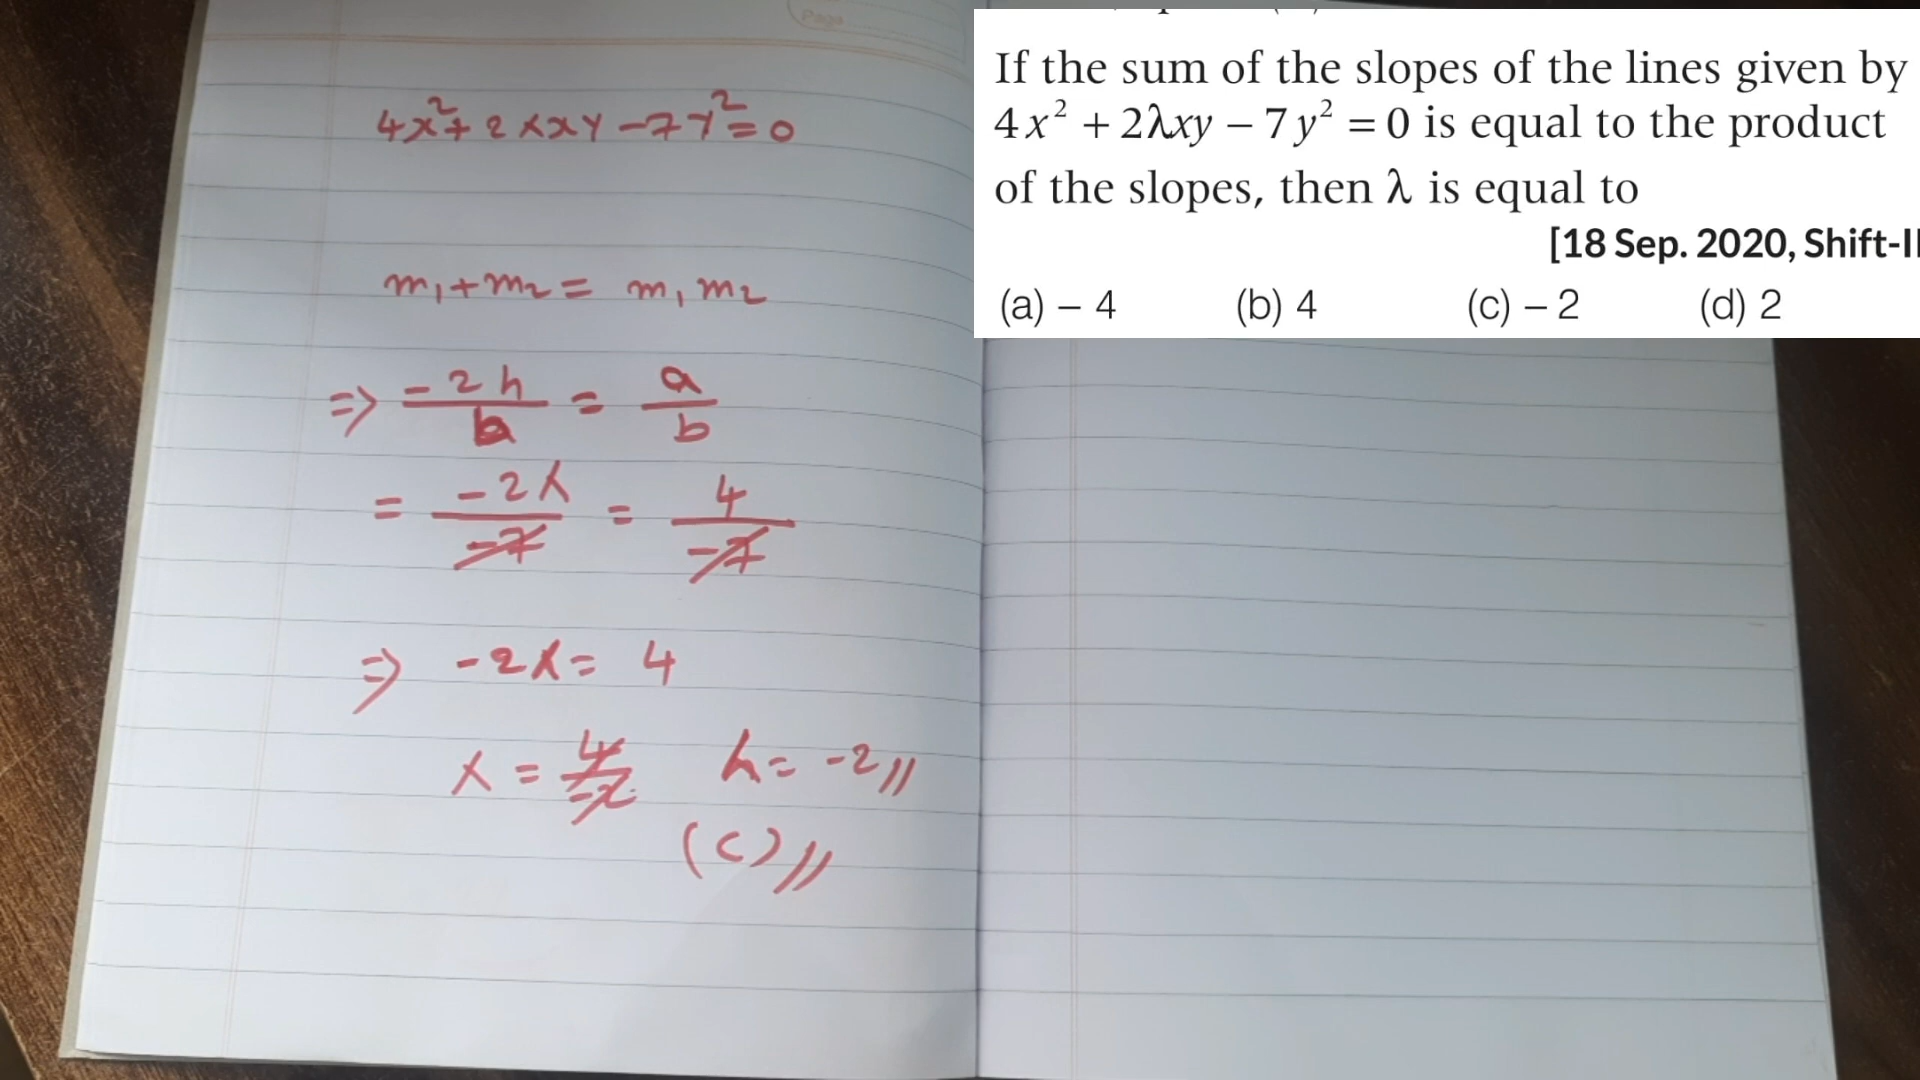 Page
4x² + 2λxy - 7y² = 0
m₁ + m₂ = m₁ m₂
⇒ -2h/b = a/b
= -2λ/-7 = 4/-7
⇒ -2λ = 4
λ = 4/-2 λ = -2//
(c)//
If the sum of the slopes of the lines given by
4x² + 2λxy – 7y² = 0 is equal to the product
of the slopes, then λ is equal to
[18 Sep. 2020, Shift-II
(a) – 4 (b) 4 (c) – 2 (d) 2